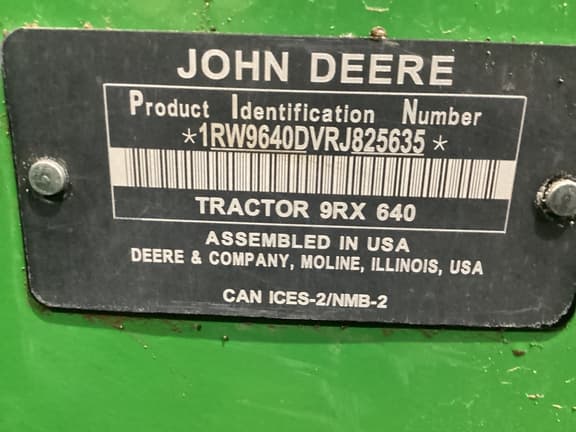 JOHN DEERE
Product Identification Number
*1RW9640DVRJ825635*
TRACTOR 9RX 640
ASSEMBLED IN USA
DEERE & COMPANY, MOLINE, ILLINOIS, USA
CAN ICES-2/NMB-2